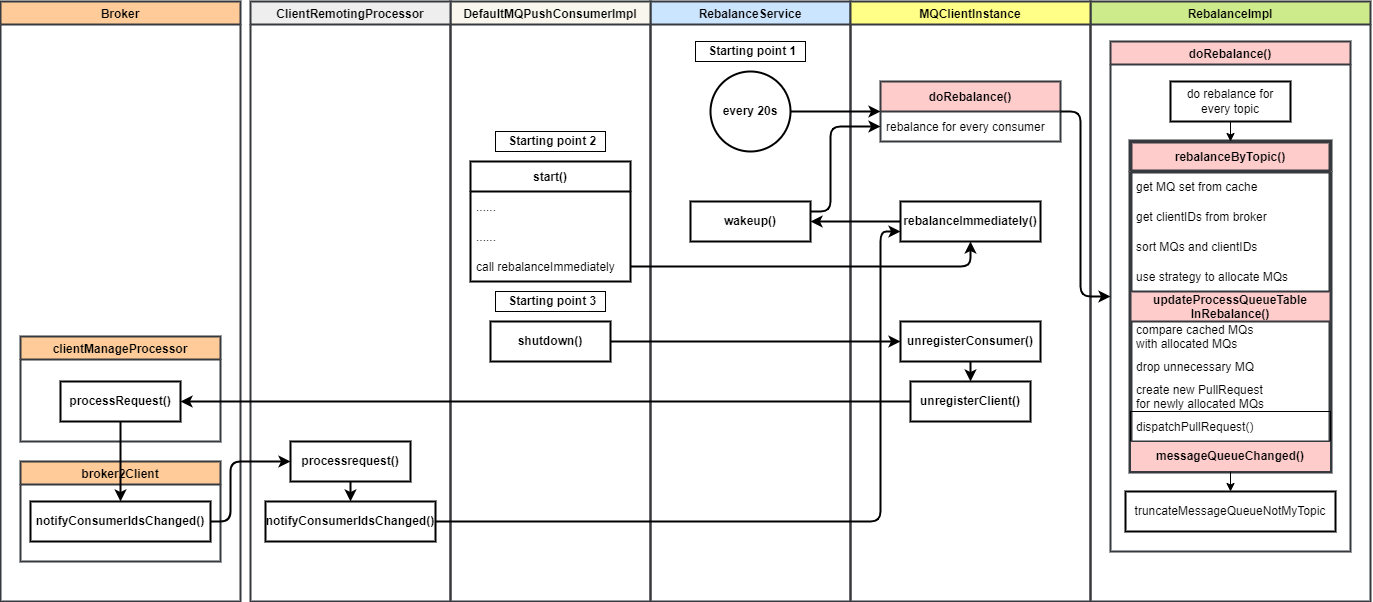 Broker
ClientRemotingProcessor
DefaultMQPushConsumerImpl
RebalanceService
MQClientInstance
RebalanceImpl
clientManageProcessor
processRequest()
broker2Client
notifyConsumerIdsChanged()
processrequest()
notifyConsumerIdsChanged()
Starting point 2
start()
......
......
call rebalanceImmediately
Starting point 3
shutdown()
Starting point 1
every 20s
wakeup()
doRebalance()
rebalance for every consumer
rebalanceImmediately()
unregisterConsumer()
unregisterClient()
doRebalance()
do rebalance for
every topic
rebalanceByTopic()
get MQ set from cache
get clientIDs from broker
sort MQs and clientIDs
use strategy to allocate MQs
updateProcessQueueTable
InRebalance()
compare cached MQs
with allocated MQs
drop unnecessary MQ
create new PullRequest
for newly allocated MQs
dispatchPullRequest()
messageQueueChanged()
truncateMessageQueueNotMyTopic